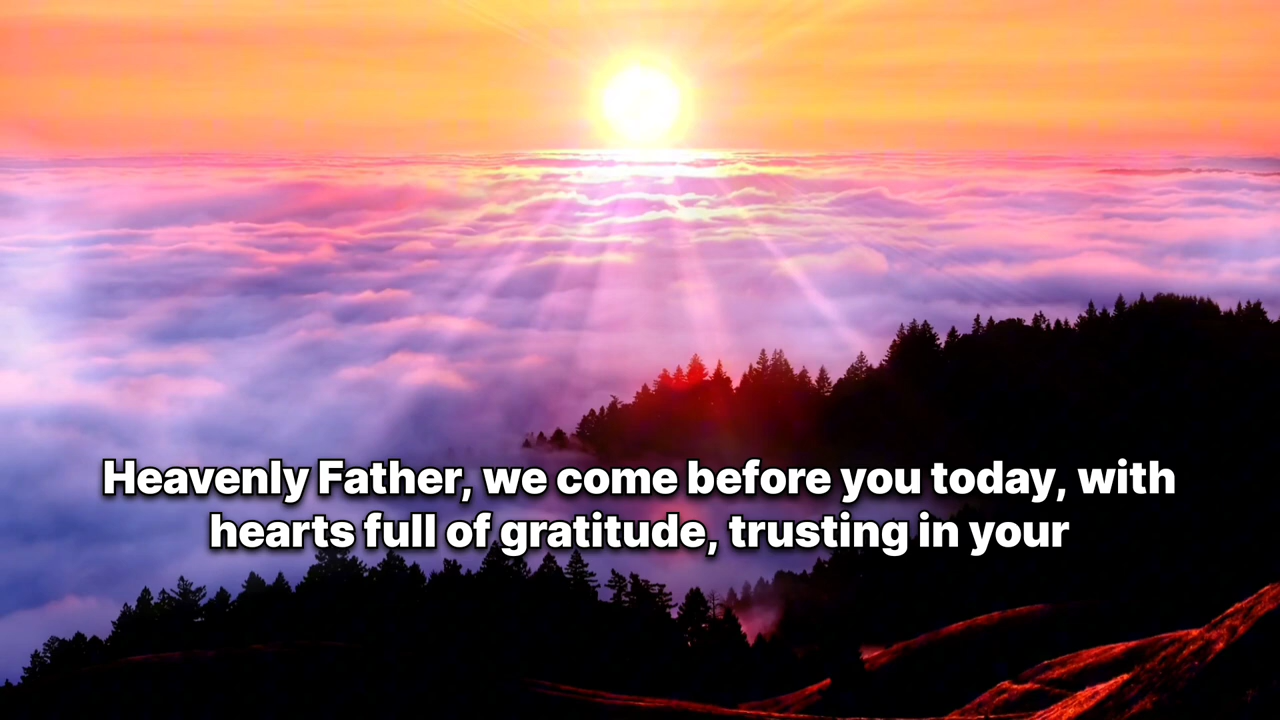 Heavenly Father, we come before you today, with
hearts full of gratitude, trusting in your